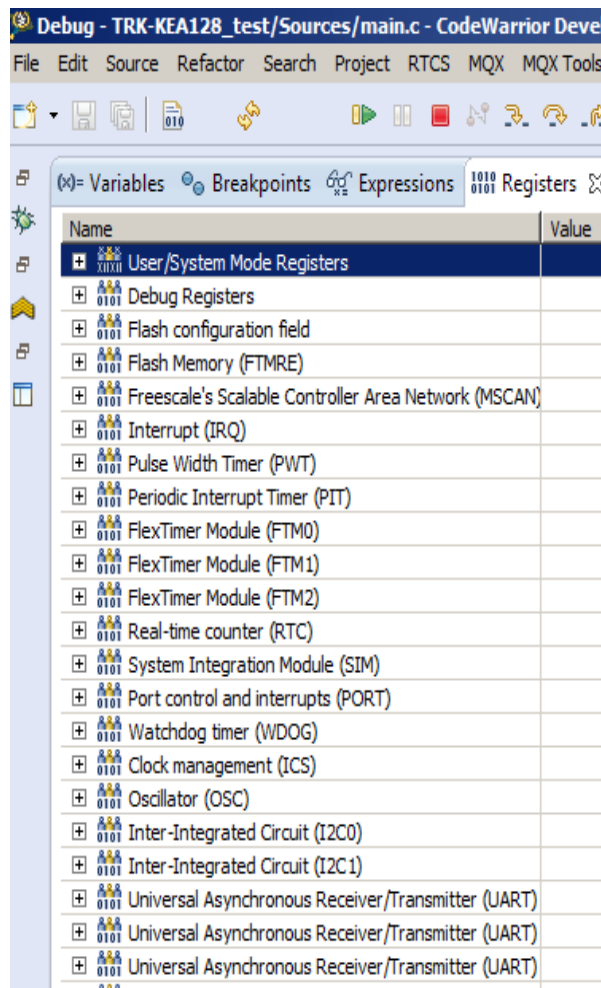 Debug - TRK-KEA128_test/Sources/main.c - CodeWarrior Deve
File Edit Source Refactor Search Project RTCS MQX MQX Tools
010
(x)= Variables Breakpoints Expressions Registers
Name Value
User/System Mode Registers
Debug Registers
Flash configuration field
Flash Memory (FTMRE)
Freescale's Scalable Controller Area Network (MSCAN)
Interrupt (IRQ)
Pulse Width Timer (PWT)
Periodic Interrupt Timer (PIT)
FlexTimer Module (FTM0)
FlexTimer Module (FTM1)
FlexTimer Module (FTM2)
Real-time counter (RTC)
System Integration Module (SIM)
Port control and interrupts (PORT)
Watchdog timer (WDOG)
Clock management (ICS)
Oscillator (OSC)
Inter-Integrated Circuit (I2C0)
Inter-Integrated Circuit (I2C1)
Universal Asynchronous Receiver/Transmitter (UART)
Universal Asynchronous Receiver/Transmitter (UART)
Universal Asynchronous Receiver/Transmitter (UART)